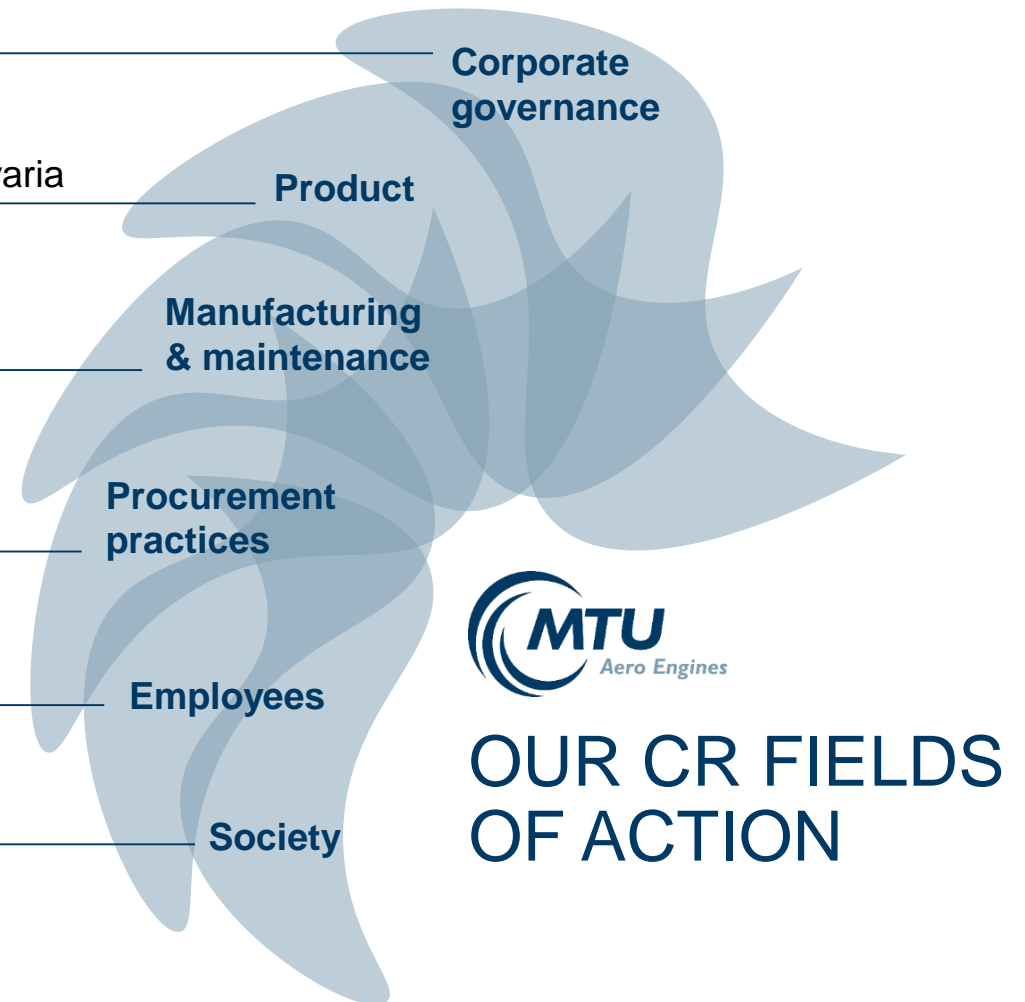 Corporate
governance
varia
Product
Manufacturing
& maintenance
Procurement
practices
MTU
Aero Engines
Employees
OUR CR FIELDS
OF ACTION
Society